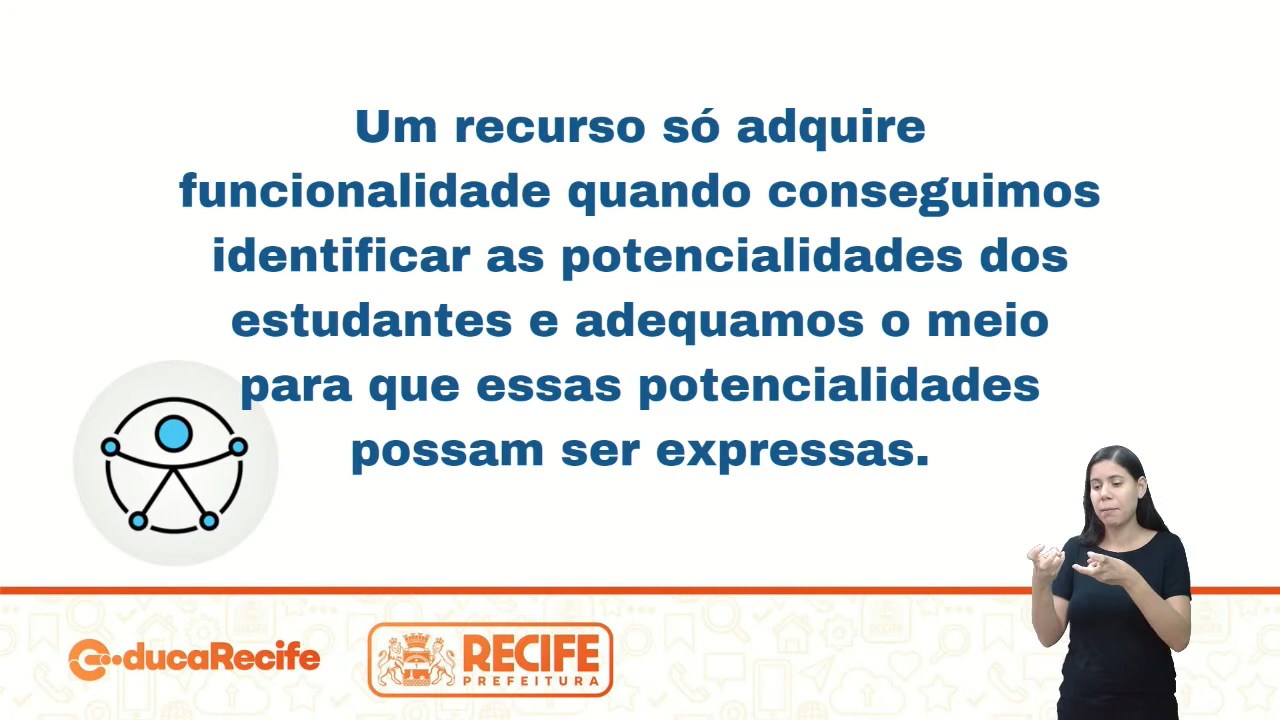 Um recurso só adquire
funcionalidade quando conseguimos
identificar as potencialidades dos
estudantes e adequamos o meio
para que essas potencialidades
possam ser expressas.
educaRecife
RECIFE
PREFEITURA